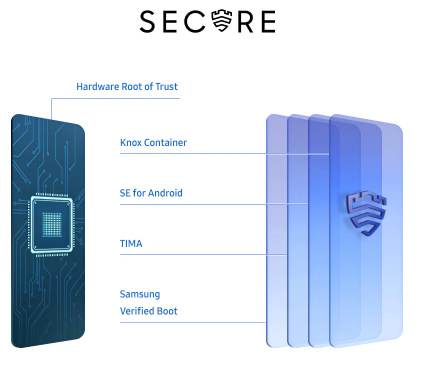 SECURE
Hardware Root of Trust
Knox Container
SE for Android
TIMA
Samsung
Verified Boot